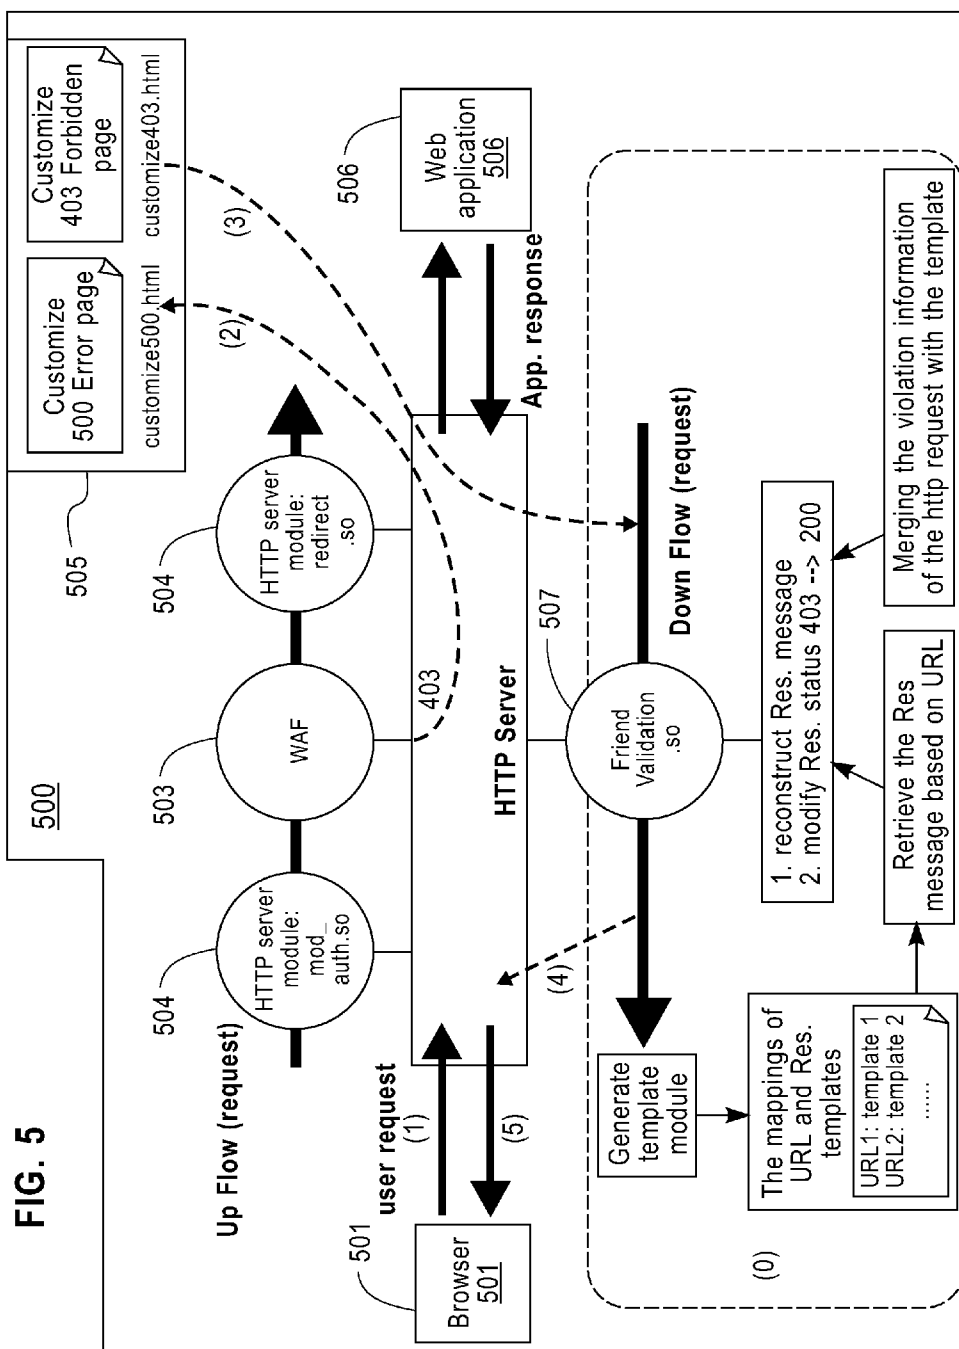 FIG. 5
500
505
Customize
500 Error page
customize500.html
Customize
403 Forbidden
page
customize403.html
Up Flow (request)
504
HTTP server
module:
mod_
auth.so
503
WAF
504
HTTP server
module:
redirect
.so
(2)
(3)
403
501
Browser
501
user request
(1)
(5)
HTTP Server
506
Web
application
506
App. response
(4)
507
Friend
Validation
.so
Down Flow (request)
Generate
template
module
The mappings of
URL and Res.
templates
URL1: template 1
URL2: template 2
......
1. reconstruct Res. message
2. modify Res. status 403 --> 200
Retrieve the Res
message based on URL
Merging the violation information
of the http request with the template
(0)